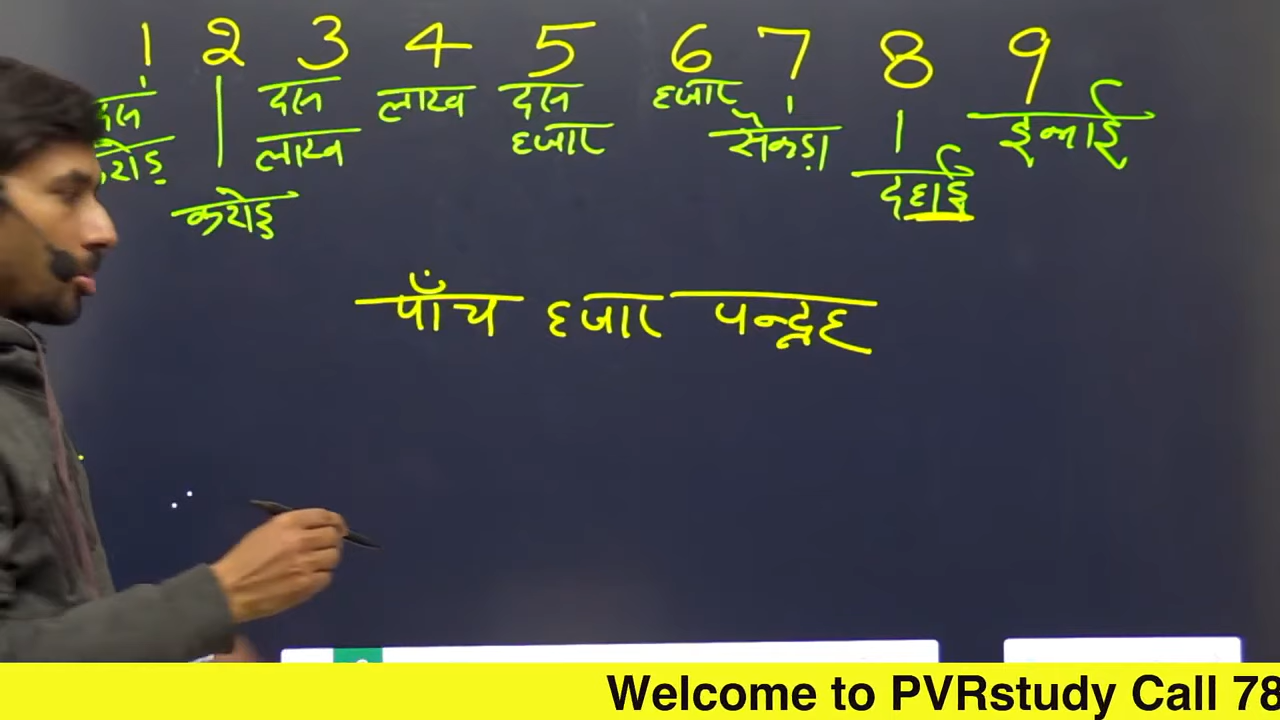 1 2 3 4 5 6 7 8 9
दस करोड़
करोड़
दस लाख
लाख
दस हजार
हजार
सैकड़ा
दहाई
इकाई
पाँच हजार पन्द्रह
Welcome to PVRstudy Call 78